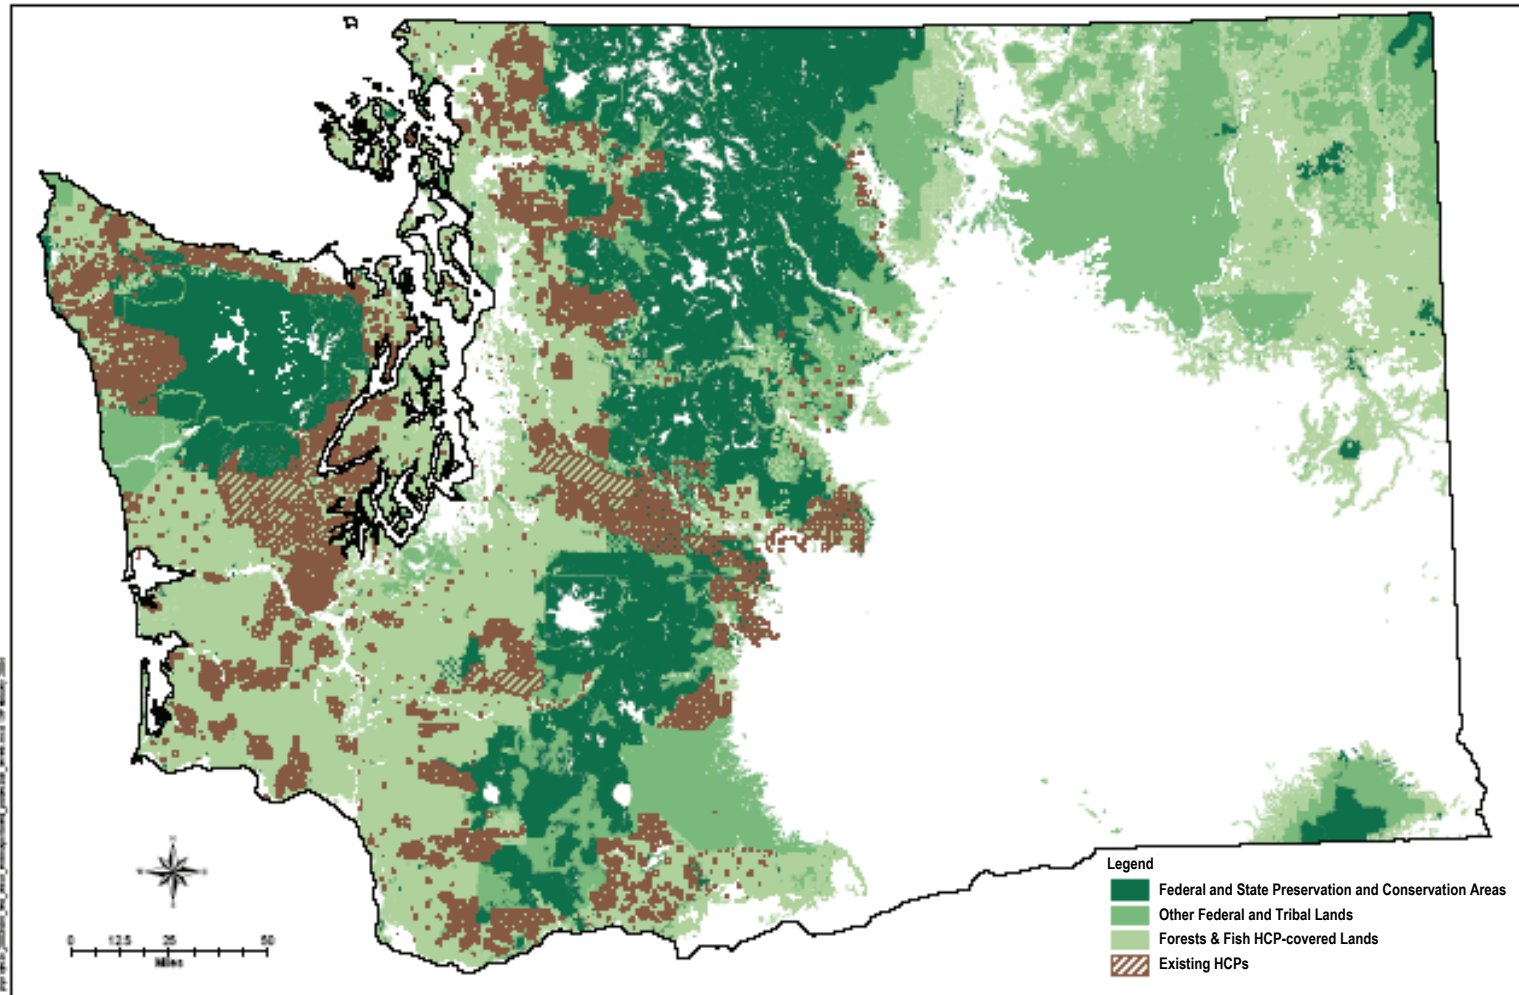 Legend
Federal and State Preservation and Conservation Areas
Other Federal and Tribal Lands
Forests & Fish HCP-covered Lands
Existing HCPs
0 12.5 25 50
Miles